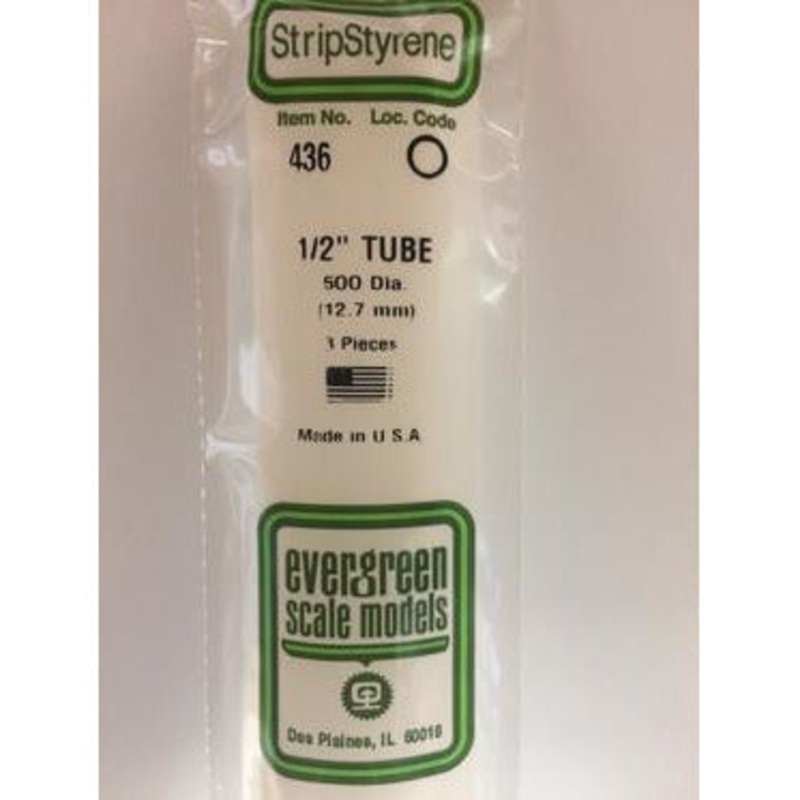 StripStyrene
Item No. Loc. Code
436
1/2" TUBE
500 Dia.
(12.7 mm)
3 Pieces
Made in U.S.A
evergreen
scale models
Des Plaines, IL 60018